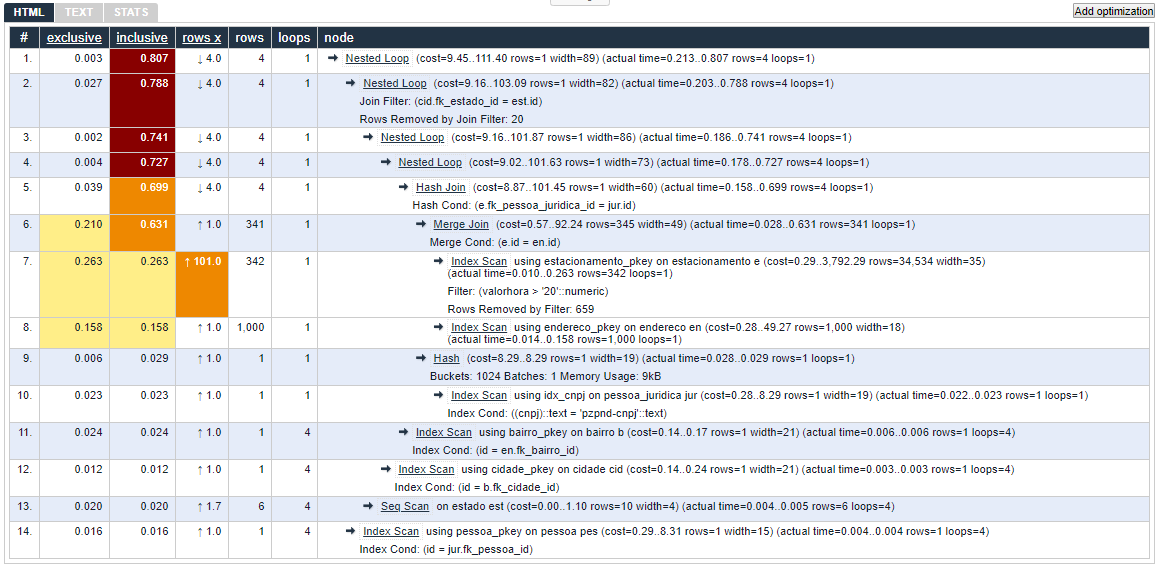 HTML TEXT STATS Add optimization
# exclusive inclusive rows x rows loops node
1. 0.003 0.807 ↓ 4.0 4 1 ➔ Nested Loop (cost=9.45..111.40 rows=1 width=89) (actual time=0.213..0.807 rows=4 loops=1)
2. 0.027 0.788 ↓ 4.0 4 1 ➔ Nested Loop (cost=9.16..103.09 rows=1 width=82) (actual time=0.203..0.788 rows=4 loops=1)
Join Filter: (cid.fk_estado_id = est.id)
Rows Removed by Join Filter: 20
3. 0.002 0.741 ↓ 4.0 4 1 ➔ Nested Loop (cost=9.16..101.87 rows=1 width=86) (actual time=0.186..0.741 rows=4 loops=1)
4. 0.004 0.727 ↓ 4.0 4 1 ➔ Nested Loop (cost=9.02..101.63 rows=1 width=73) (actual time=0.178..0.727 rows=4 loops=1)
5. 0.039 0.699 ↓ 4.0 4 1 ➔ Hash Join (cost=8.87..101.45 rows=1 width=60) (actual time=0.158..0.699 rows=4 loops=1)
Hash Cond: (e.fk_pessoa_juridica_id = jur.id)
6. 0.210 0.631 ↑ 1.0 341 1 ➔ Merge Join (cost=0.57..92.24 rows=345 width=49) (actual time=0.028..0.631 rows=341 loops=1)
Merge Cond: (e.id = en.id)
7. 0.263 0.263 ↑ 101.0 342 1 ➔ Index Scan using estacionamento_pkey on estacionamento e (cost=0.29..3,792.29 rows=34,534 width=35)
(actual time=0.010..0.263 rows=342 loops=1)
Filter: (valorhora > '20'::numeric)
Rows Removed by Filter: 659
8. 0.158 0.158 ↑ 1.0 1,000 1 ➔ Index Scan using endereco_pkey on endereco en (cost=0.28..49.27 rows=1,000 width=18)
(actual time=0.014..0.158 rows=1,000 loops=1)
9. 0.006 0.029 ↑ 1.0 1 1 ➔ Hash (cost=8.29..8.29 rows=1 width=19) (actual time=0.028..0.029 rows=1 loops=1)
Buckets: 1024 Batches: 1 Memory Usage: 9kB
10. 0.023 0.023 ↑ 1.0 1 1 ➔ Index Scan using idx_cnpj on pessoa_juridica jur (cost=0.28..8.29 rows=1 width=19) (actual time=0.022..0.023 rows=1 loops=1)
Index Cond: ((cnpj)::text = 'pzpnd-cnpj'::text)
11. 0.024 0.024 ↑ 1.0 1 4 ➔ Index Scan using bairro_pkey on bairro b (cost=0.14..0.17 rows=1 width=21) (actual time=0.006..0.006 rows=1 loops=4)
Index Cond: (id = en.fk_bairro_id)
12. 0.012 0.012 ↑ 1.0 1 4 ➔ Index Scan using cidade_pkey on cidade cid (cost=0.14..0.24 rows=1 width=21) (actual time=0.003..0.003 rows=1 loops=4)
Index Cond: (id = b.fk_cidade_id)
13. 0.020 0.020 ↑ 1.7 6 4 ➔ Seq Scan on estado est (cost=0.00..1.10 rows=10 width=4) (actual time=0.004..0.005 rows=6 loops=4)
14. 0.016 0.016 ↑ 1.0 1 4 ➔ Index Scan using pessoa_pkey on pessoa pes (cost=0.29..8.31 rows=1 width=15) (actual time=0.004..0.004 rows=1 loops=4)
Index Cond: (id = jur.fk_pessoa_id)